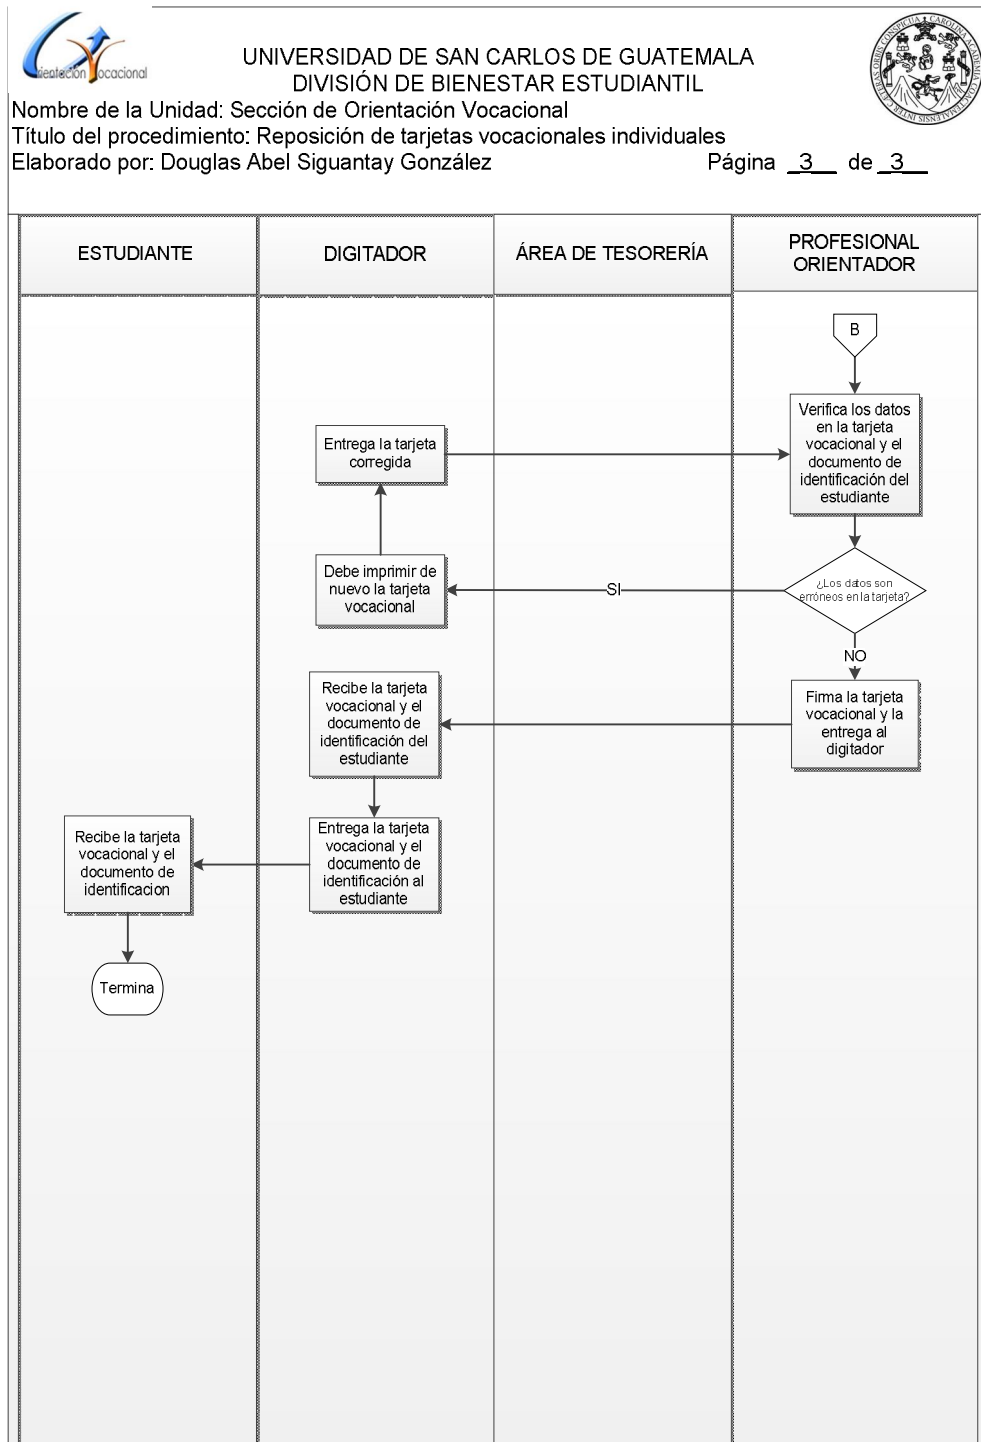 Orientación Vocacional
UNIVERSIDAD DE SAN CARLOS DE GUATEMALA
DIVISIÓN DE BIENESTAR ESTUDIANTIL
Nombre de la Unidad: Sección de Orientación Vocacional
Título del procedimiento: Reposición de tarjetas vocacionales individuales
Elaborado por: Douglas Abel Siguantay González
Página 3 de 3
ESTUDIANTE
DIGITADOR
ÁREA DE TESORERÍA
PROFESIONAL
ORIENTADOR
B
Verifica los datos
en la tarjeta
vocacional y el
documento de
identificación del
estudiante
Entrega la tarjeta
corregida
Debe imprimir de
nuevo la tarjeta
vocacional
SI
¿Los datos son
erróneos en la tarjeta?
NO
Firma la tarjeta
vocacional y la
entrega al
digitador
Recibe la tarjeta
vocacional y el
documento de
identificación del
estudiante
Entrega la tarjeta
vocacional y el
documento de
identificación al
estudiante
Recibe la tarjeta
vocacional y el
documento de
identificacion
Termina